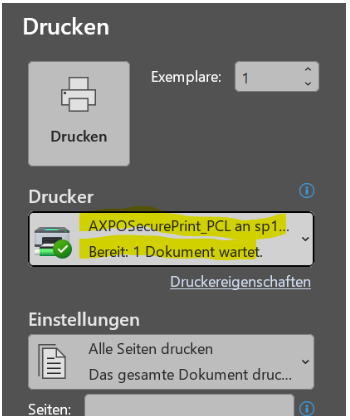 Drucken
Exemplare: 1
Drucken
Drucker
AXPOSecurePrint_PCL an sp1...
Bereit: 1 Dokument wartet.
Druckereigenschaften
Einstellungen
Alle Seiten drucken
Das gesamte Dokument druc...
Seiten: